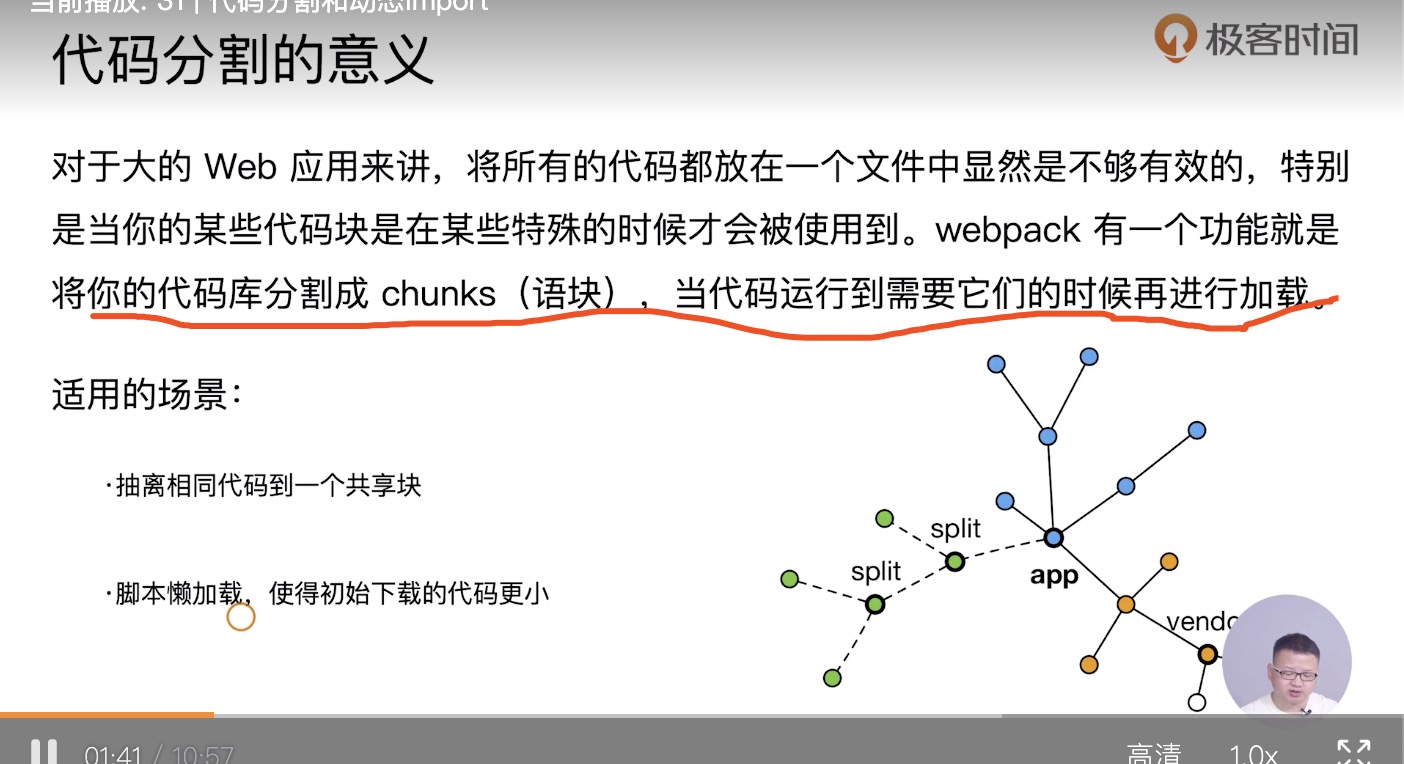 当前播放: 31 | 代码分割和动态import
代码分割的意义
极客时间
对于大的 Web 应用来讲，将所有的代码都放在一个文件中显然是不够有效的，特别
是当你的某些代码块是在某些特殊的时候才会被使用到。webpack 有一个功能就是
将你的代码库分割成 chunks（语块），当代码运行到需要它们的时候再进行加载。
适用的场景：
·抽离相同代码到一个共享块
·脚本懒加载，使得初始下载的代码更小
split
split
app
01:41 / 10:57
高清
1.0x